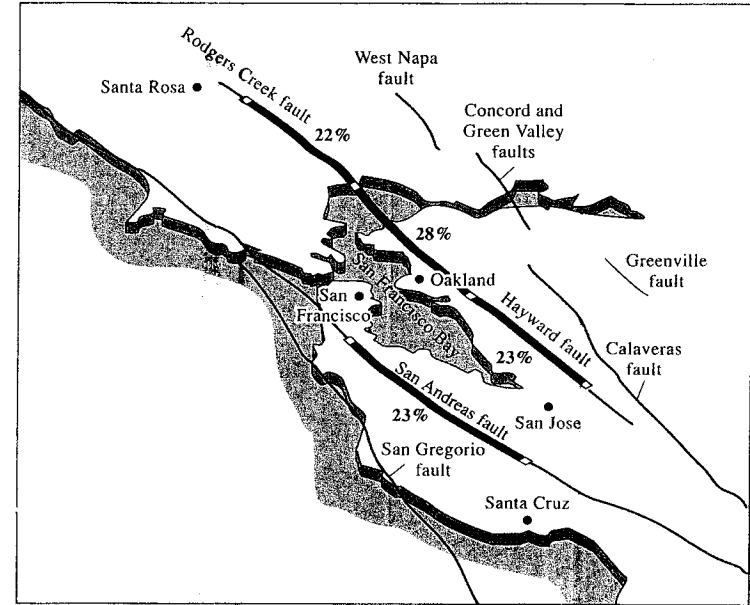 Rodgers Creek fault
West Napa
fault
Santa Rosa
Concord and
Green Valley
faults
22%
28%
Greenville
fault
Oakland
San Francisco Bay
San
Francisco
Hayward fault
23%
Calaveras
fault
San Andreas fault
23%
San Jose
San Gregorio
fault
Santa Cruz